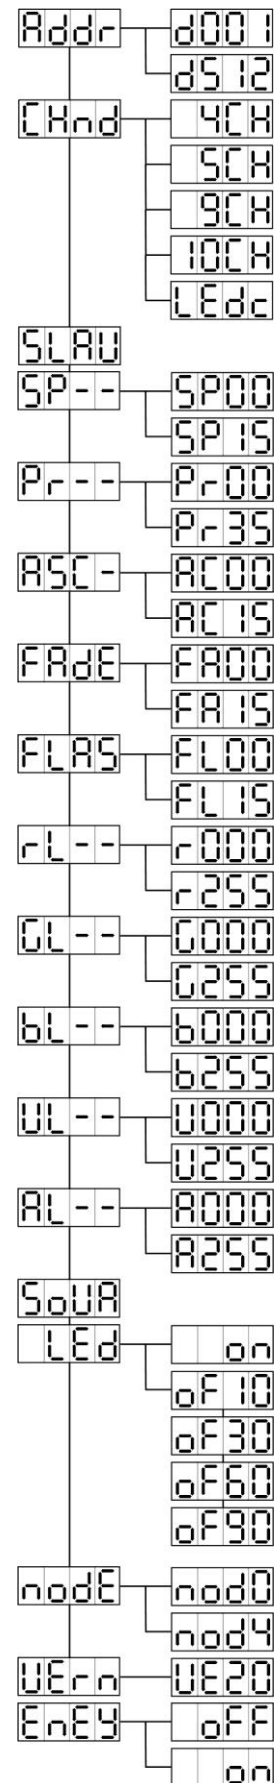 Addr d001
d512
CHnd 4CH
5CH
9CH
10CH
LEdc
SLAU
SP-- SP00
SP15
Pr-- Pr00
Pr35
ASC- AC00
AC15
FAdE FA00
FA15
FLAS FL00
FL15
rL-- r000
r255
GL-- G000
G255
bL-- b000
b255
UL-- U000
U255
AL-- A000
A255
SoUA
LEd on
oF10
oF30
oF60
oF90
nodE nod0
nod4
UErn UE20
EnEY oFF
on